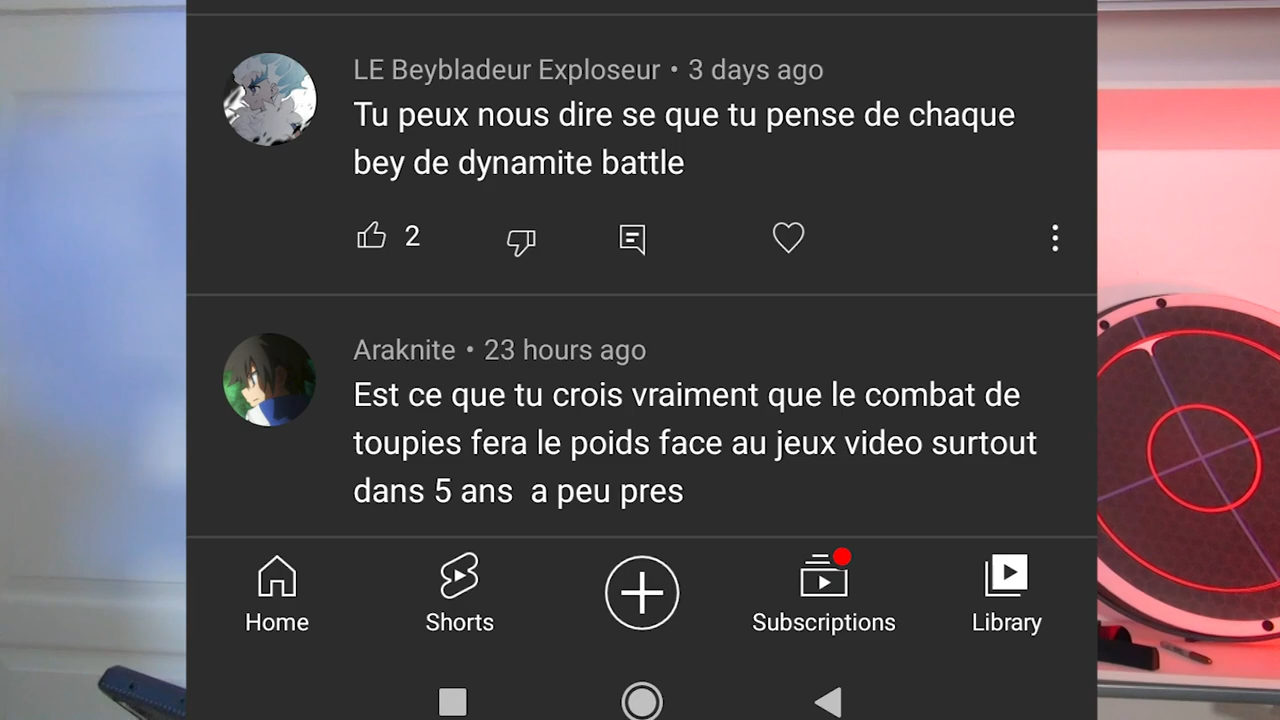 LE Beybladeur Exploseur • 3 days ago
Tu peux nous dire se que tu pense de chaque
bey de dynamite battle
2
Araknite • 23 hours ago
Est ce que tu crois vraiment que le combat de
toupies fera le poids face au jeux video surtout
dans 5 ans  a peu pres
Home Shorts Subscriptions Library